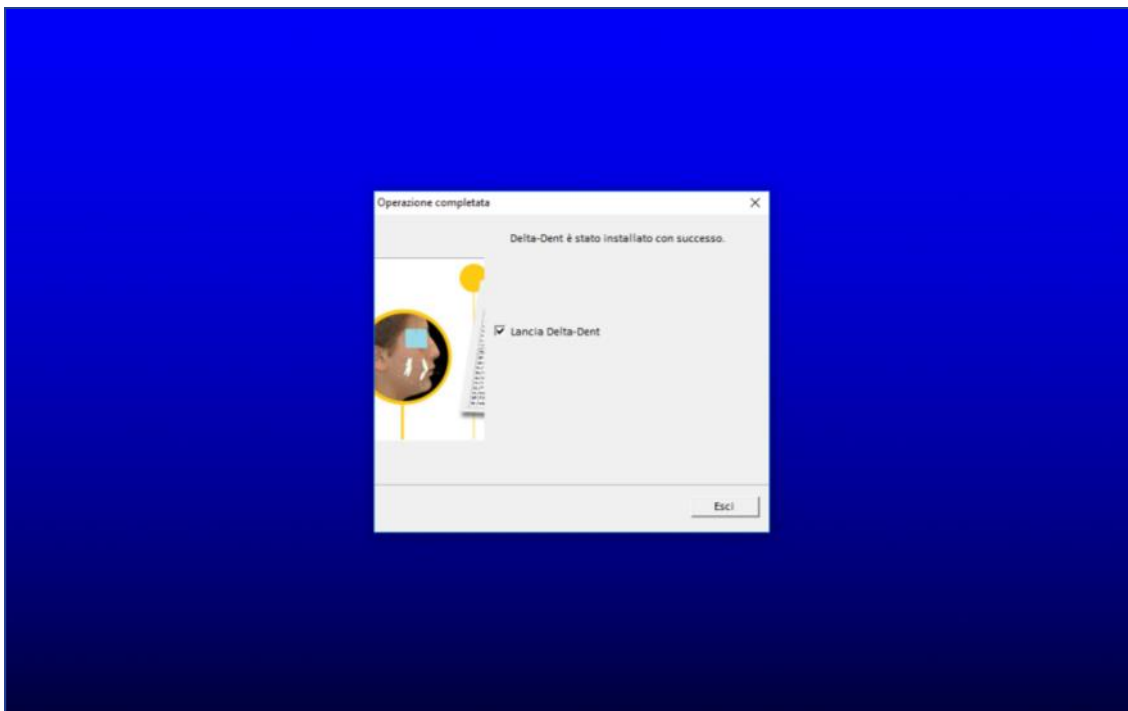 Operazione completata
Delta-Dent è stato installato con successo.
Lancia Delta-Dent
Esci